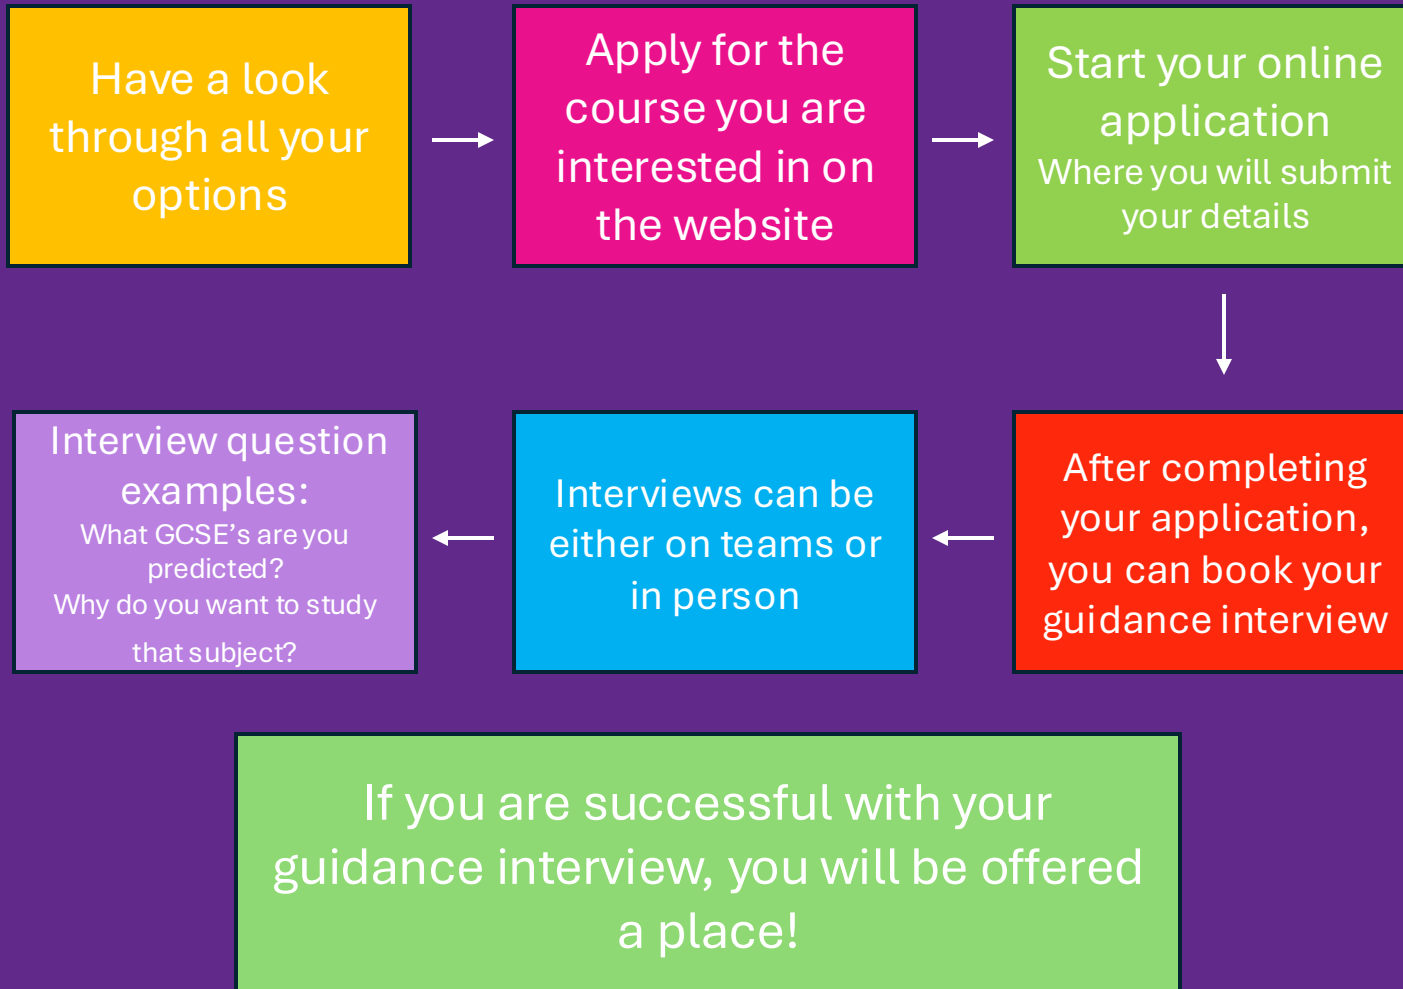 Have a look
through all your
options
Apply for the
course you are
interested in on
the website
Start your online
application
Where you will submit
your details
After completing
your application,
you can book your
guidance interview
Interviews can be
either on teams or
in person
Interview question
examples:
What GCSE’s are you
predicted?
Why do you want to study
that subject?
If you are successful with your
guidance interview, you will be offered
a place!